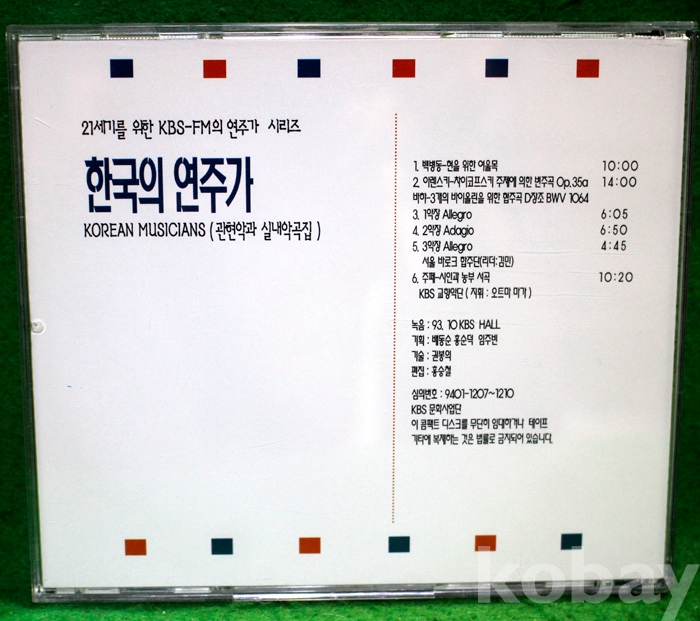 21세기를 위한 KBS-FM의 연주가 시리즈
한국의 연주가
KOREAN MUSICIANS ( 관현악과 실내악곡집 )
1. 백병동-현을 위한 여울목 10:00
2. 아렌스키-차이코프스키 주제에 의한 변주곡 Op.35a 14:00
바하-3개의 바이올린을 위한 협주곡 D장조 BWV 1064
3. 1악장 Allegro 6:05
4. 2악장 Adagio 6:50
5. 3악장 Allegro 4:45
서울 바로크 합주단(리더:김민)
6. 주페-시인과 농부 서곡 10:20
KBS 교향악단 ( 지휘 : 오트마 마가 )
녹음 : 93. 10 KBS HALL
기획 : 배동순 홍순덕 임주빈
기술 : 권봉의
편집 : 홍승철
심의번호 : 9401-1207~1210
KBS 문화사업단
이 콤팩트 디스크를 무단히 임대하거나 테이프
기타에 복제하는 것은 법률로 금지되어 있습니다.
kobay